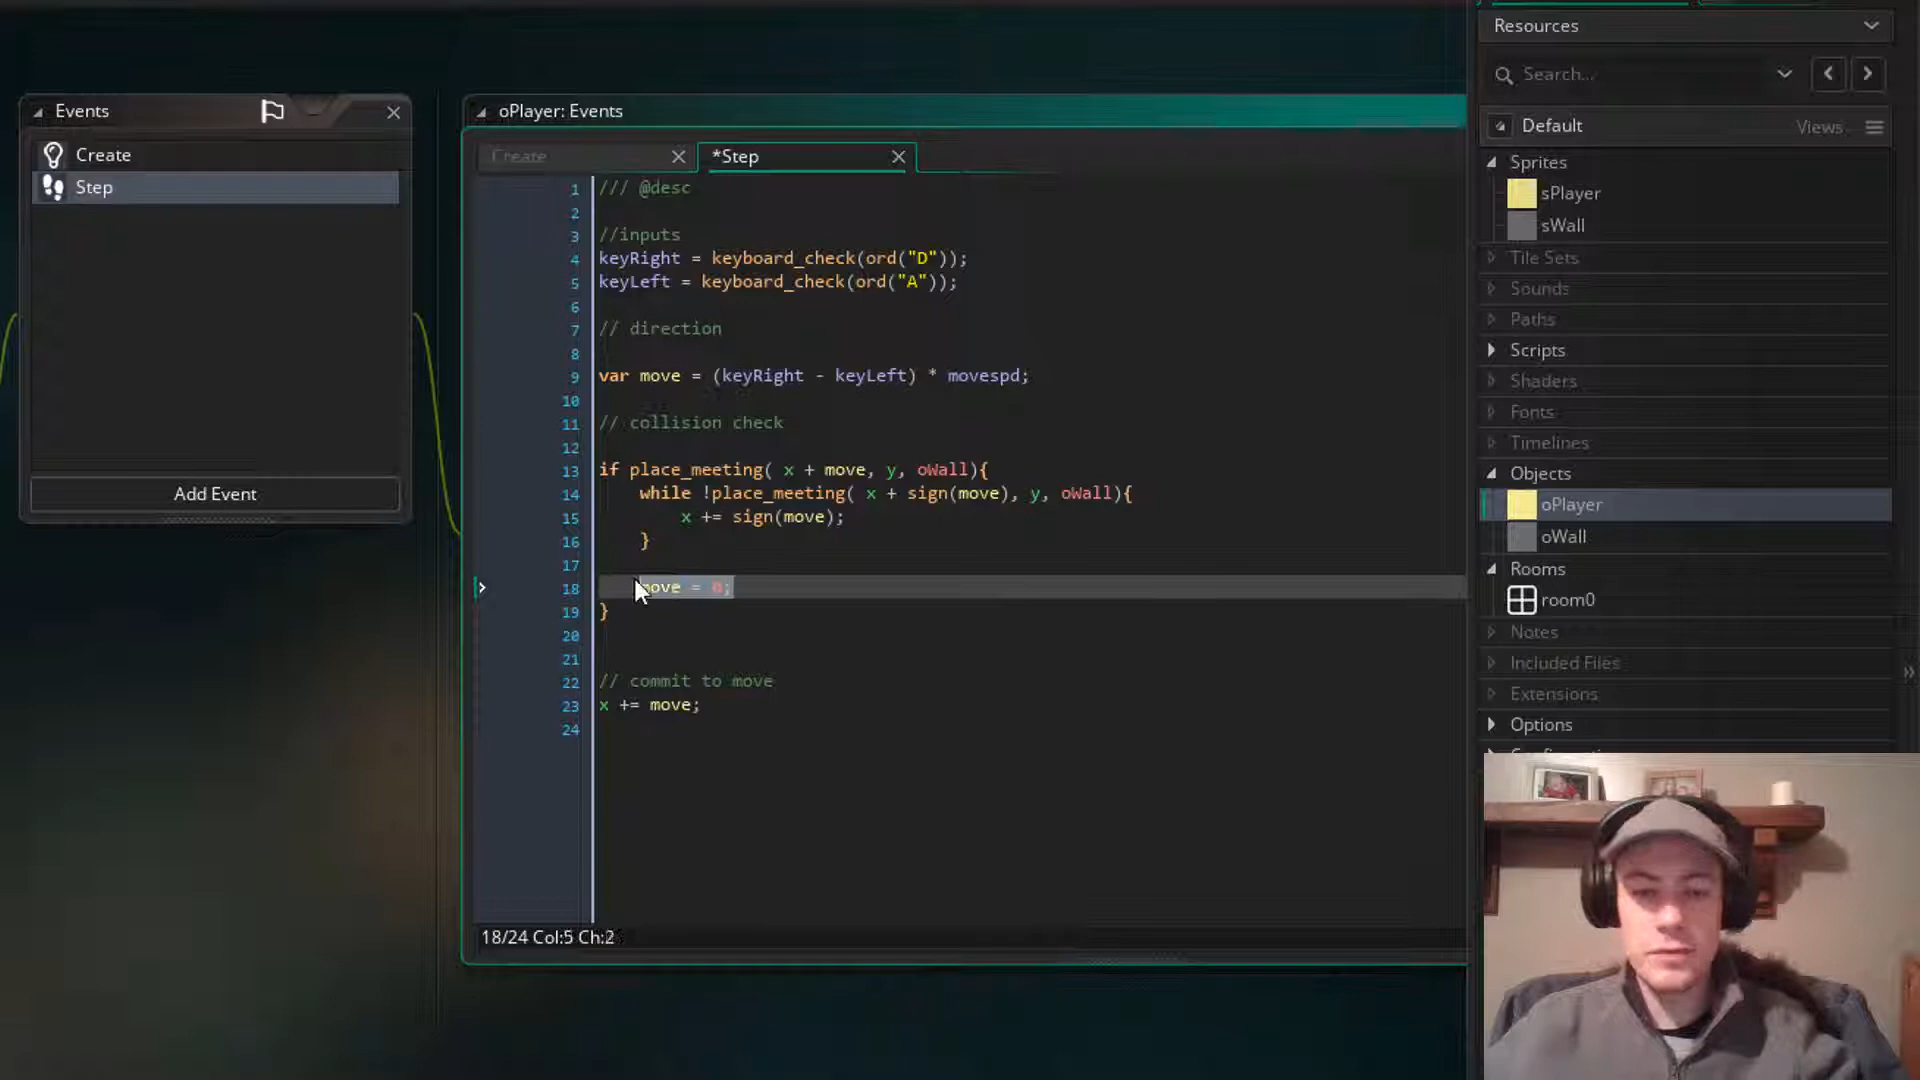 Events
Create
Step
Add Event
oPlayer: Events
Create
*Step
1 /// @desc
2
3 //inputs
4 keyRight = keyboard_check(ord("D"));
5 keyLeft = keyboard_check(ord("A"));
6
7 // direction
8
9 var move = (keyRight - keyLeft) * movespd;
10
11 // collision check
12
13 if place_meeting( x + move, y, oWall){
14 while !place_meeting( x + sign(move), y, oWall){
15 x += sign(move);
16 }
17
18 move = 0;
19 }
20
21
22 // commit to move
23 x += move;
24
18/24 Col:5 Ch:2
Resources
Search...
Default
Views
Sprites
sPlayer
sWall
Tile Sets
Sounds
Paths
Scripts
Shaders
Fonts
Timelines
Objects
oPlayer
oWall
Rooms
room0
Notes
Included Files
Extensions
Options